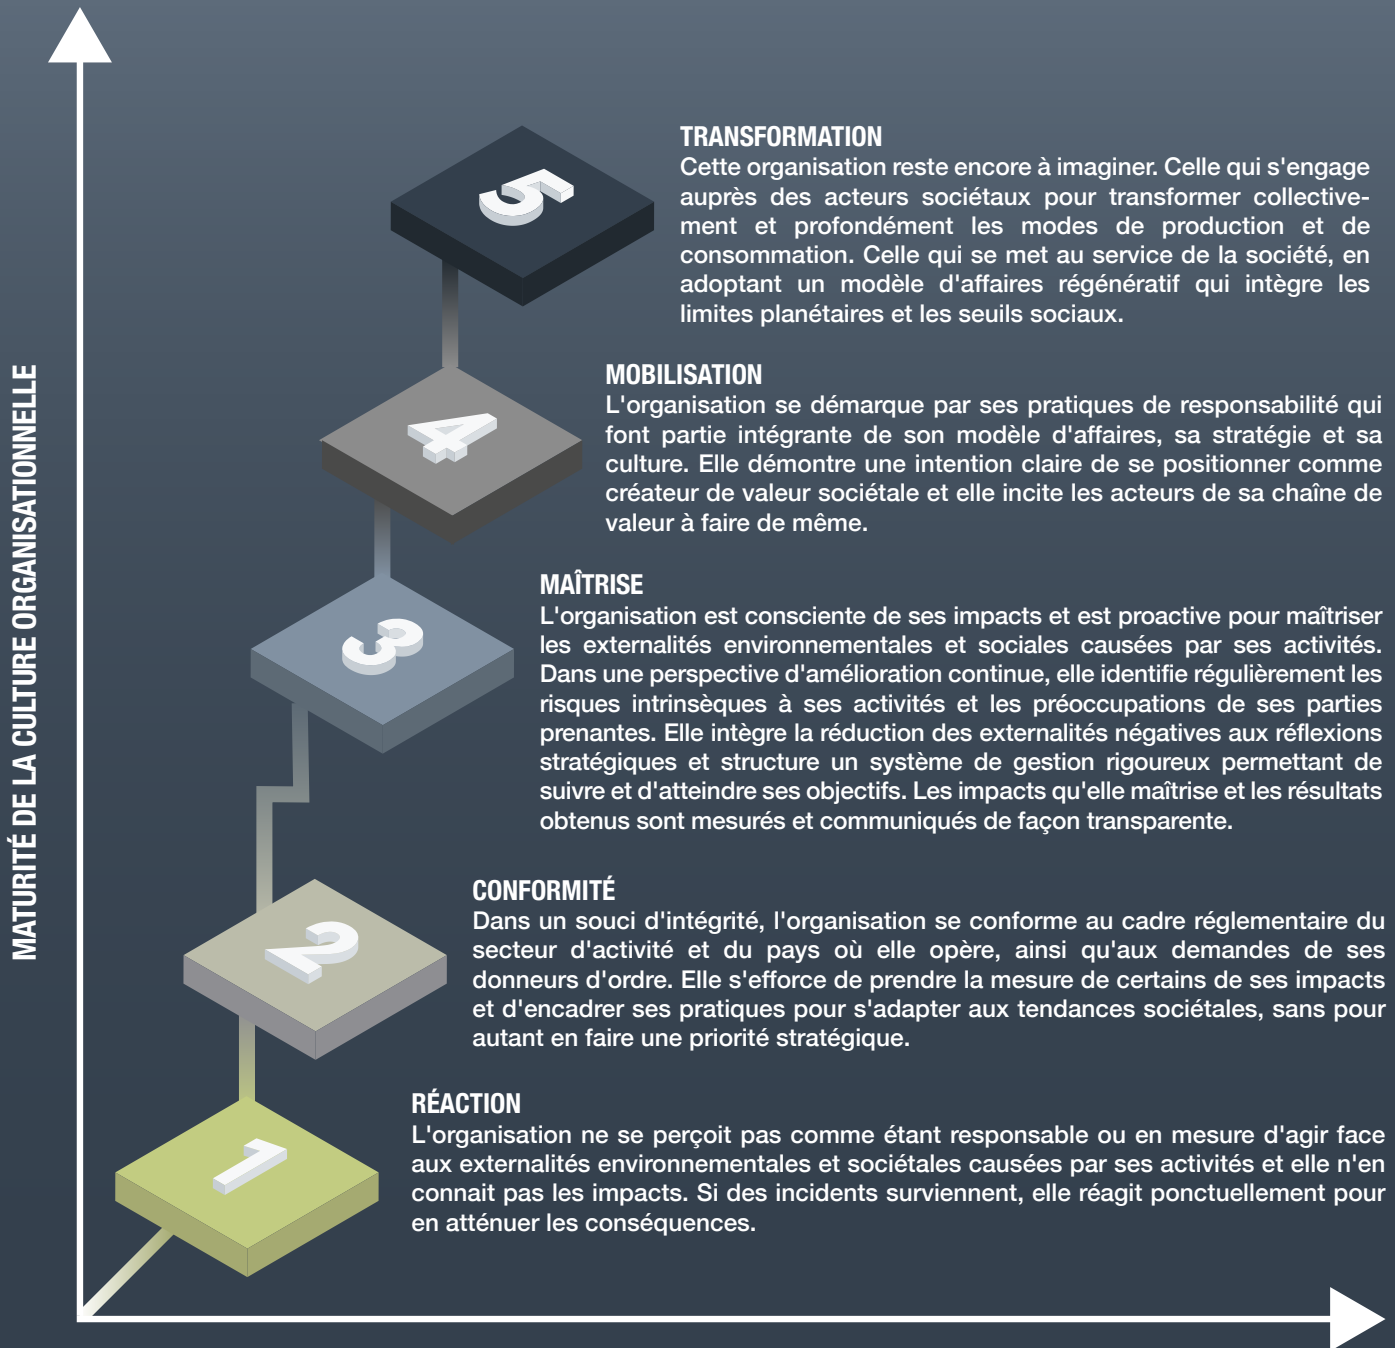 MATURITÉ DE LA CULTURE ORGANISATIONNELLE
5
TRANSFORMATION
Cette organisation reste encore à imaginer. Celle qui s'engage
auprès des acteurs sociétaux pour transformer collective-
ment et profondément les modes de production et de
consommation. Celle qui se met au service de la société, en
adoptant un modèle d'affaires régénératif qui intègre les
limites planétaires et les seuils sociaux.
4
MOBILISATION
L'organisation se démarque par ses pratiques de responsabilité qui
font partie intégrante de son modèle d'affaires, sa stratégie et sa
culture. Elle démontre une intention claire de se positionner comme
créateur de valeur sociétale et elle incite les acteurs de sa chaîne de
valeur à faire de même.
3
MAÎTRISE
L'organisation est consciente de ses impacts et est proactive pour maîtriser
les externalités environnementales et sociales causées par ses activités.
Dans une perspective d'amélioration continue, elle identifie régulièrement les
risques intrinsèques à ses activités et les préoccupations de ses parties
prenantes. Elle intègre la réduction des externalités négatives aux réflexions
stratégiques et structure un système de gestion rigoureux permettant de
suivre et d'atteindre ses objectifs. Les impacts qu'elle maîtrise et les résultats
obtenus sont mesurés et communiqués de façon transparente.
2
CONFORMITÉ
Dans un souci d'intégrité, l'organisation se conforme au cadre réglementaire du
secteur d'activité et du pays où elle opère, ainsi qu'aux demandes de ses
donneurs d'ordre. Elle s'efforce de prendre la mesure de certains de ses impacts
et d'encadrer ses pratiques pour s'adapter aux tendances sociétales, sans pour
autant en faire une priorité stratégique.
1
RÉACTION
L'organisation ne se perçoit pas comme étant responsable ou en mesure d'agir face
aux externalités environnementales et sociétales causées par ses activités et elle n'en
connait pas les impacts. Si des incidents surviennent, elle réagit ponctuellement pour
en atténuer les conséquences.